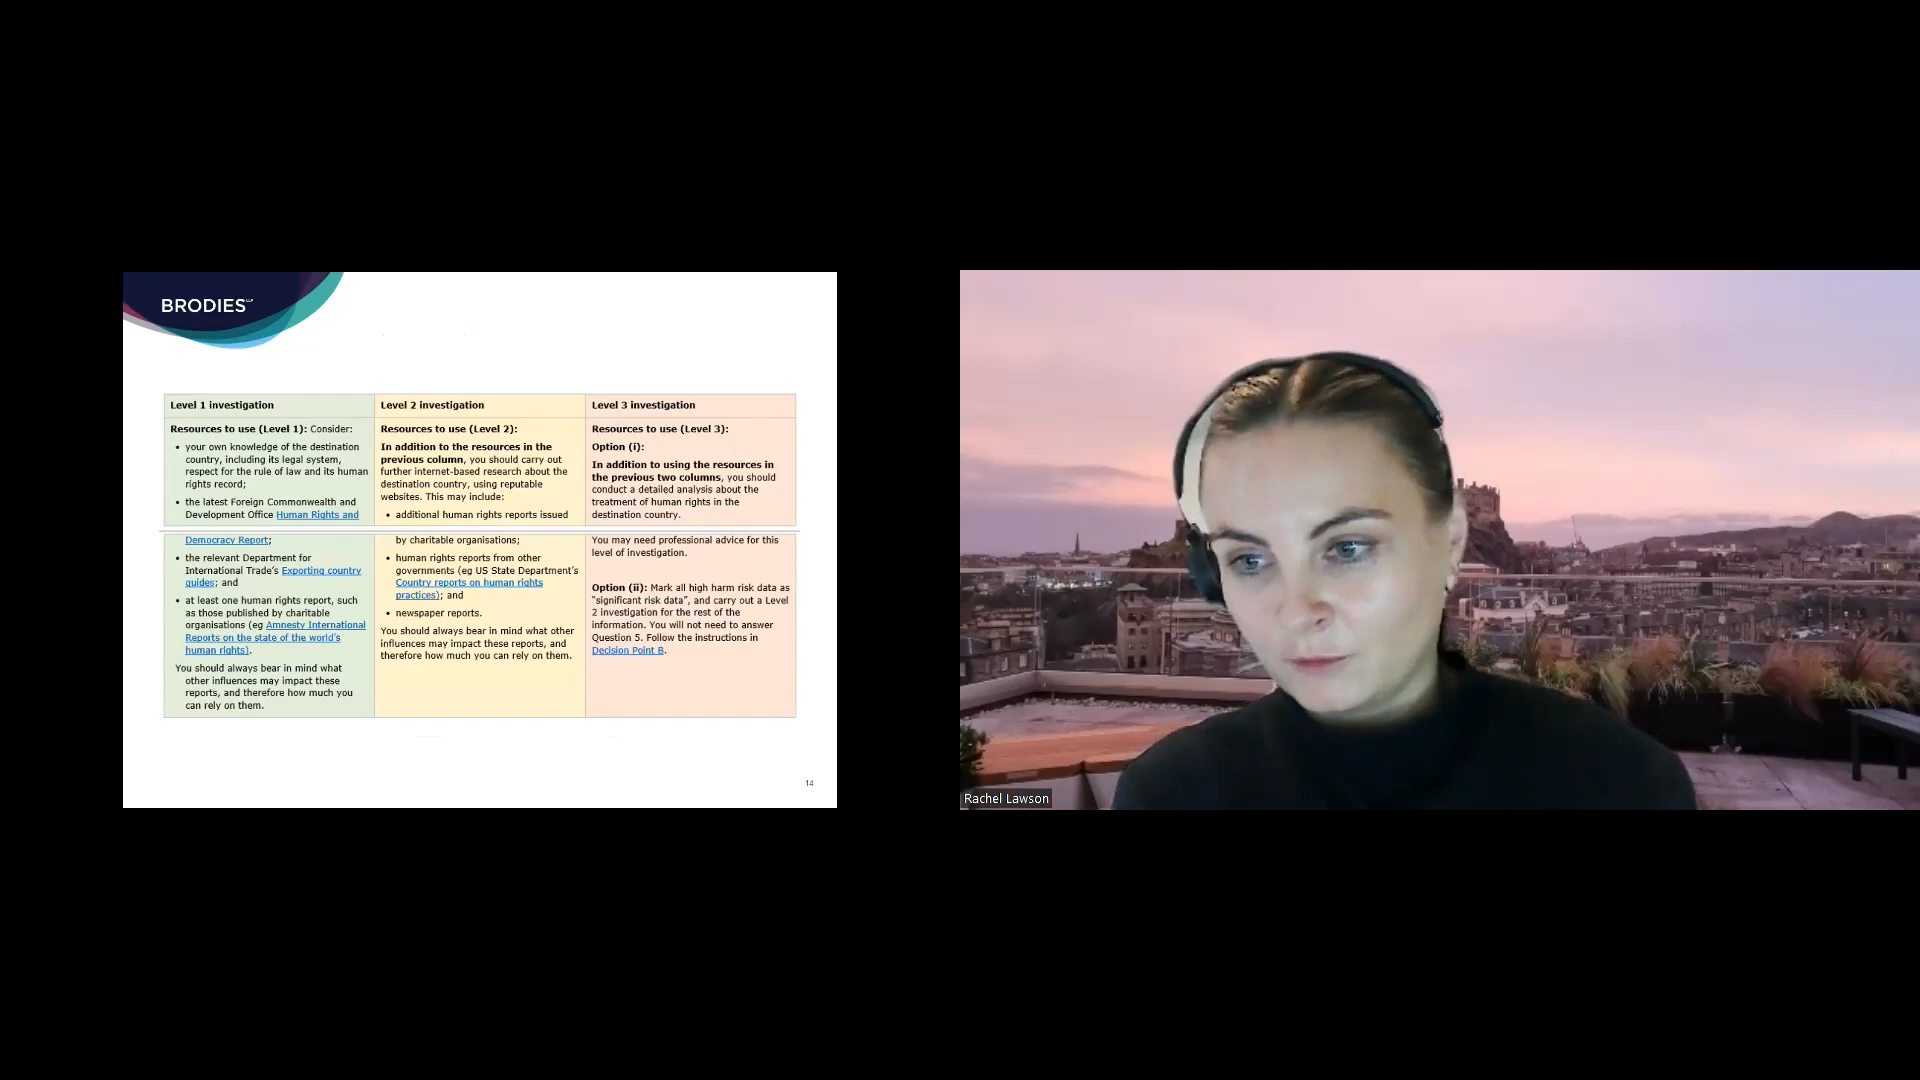 BRODIES LLP
Level 1 investigation
Resources to use (Level 1): Consider:
• your own knowledge of the destination
country, including its legal system,
respect for the rule of law and its human
rights record;
• the latest Foreign Commonwealth and
Development Office Human Rights and
Democracy Report;
• the relevant Department for
International Trade's Exporting country
guides; and
• at least one human rights report, such
as those published by charitable
organisations (eg Amnesty International
Reports on the state of the world's
human rights).
You should always bear in mind what
other influences may impact these
reports, and therefore how much you
can rely on them.
Level 2 investigation
Resources to use (Level 2):
In addition to the resources in the
previous column, you should carry out
further internet-based research about the
destination country, using reputable
websites. This may include:
• additional human rights reports issued
by charitable organisations;
• human rights reports from other
governments (eg US State Department's
Country reports on human rights
practices); and
• newspaper reports.
You should always bear in mind what other
influences may impact these reports, and
therefore how much you can rely on them.
Level 3 investigation
Resources to use (Level 3):
Option (i):
In addition to using the resources in
the previous two columns, you should
conduct a detailed analysis about the
treatment of human rights in the
destination country.
You may need professional advice for this
level of investigation.
Option (ii): Mark all high harm risk data as
"significant risk data", and carry out a Level
2 investigation for the rest of the
information. You will not need to answer
Question 5. Follow the instructions in
Decision Point B.
14
Rachel Lawson